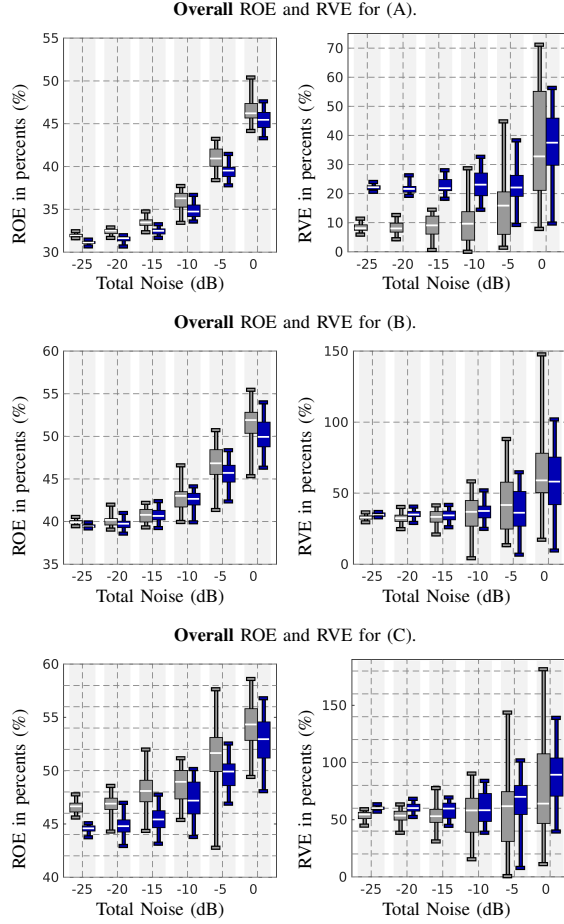 Overall ROE and RVE for (A).
ROE in percents (%)
55
50
45
40
35
30
-25 -20 -15 -10 -5 0
Total Noise (dB)
RVE in percents (%)
70
60
50
40
30
20
10
0
-25 -20 -15 -10 -5 0
Total Noise (dB)
Overall ROE and RVE for (B).
ROE in percents (%)
60
55
50
45
40
35
-25 -20 -15 -10 -5 0
Total Noise (dB)
RVE in percents (%)
150
100
50
0
-25 -20 -15 -10 -5 0
Total Noise (dB)
Overall ROE and RVE for (C).
ROE in percents (%)
60
55
50
45
40
-25 -20 -15 -10 -5 0
Total Noise (dB)
RVE in percents (%)
150
100
50
0
-25 -20 -15 -10 -5 0
Total Noise (dB)